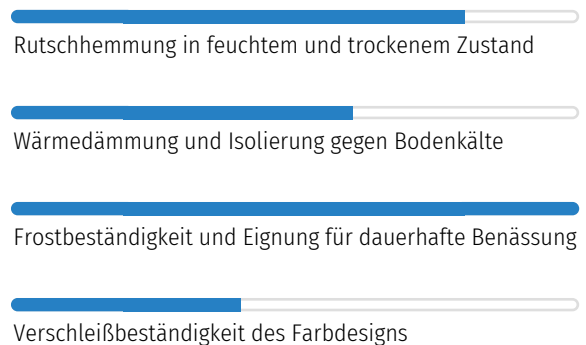 Rutschhemmung in feuchtem und trockenem Zustand
Wärmedämmung und Isolierung gegen Bodenkälte
Frostbeständigkeit und Eignung für dauerhafte Benässung
Verschleißbeständigkeit des Farbdesigns